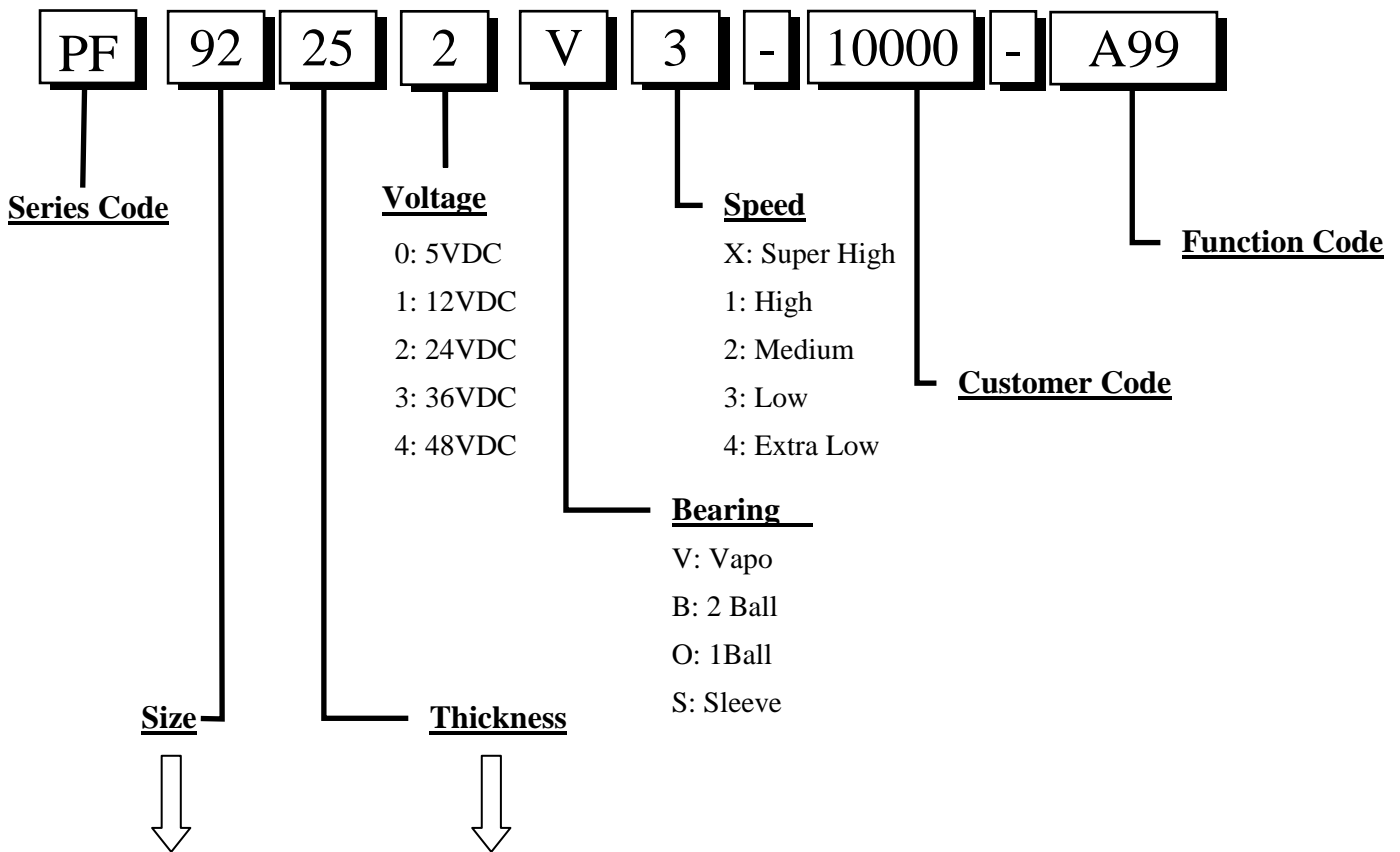 PF 92 25 2 V 3 - 10000 - A99
Series Code
Voltage
0: 5VDC
1: 12VDC
2: 24VDC
3: 36VDC
4: 48VDC
Speed
X: Super High
1: High
2: Medium
3: Low
4: Extra Low
Function Code
Customer Code
Bearing
V: Vapo
B: 2 Ball
O: 1Ball
S: Sleeve
Size
Thickness